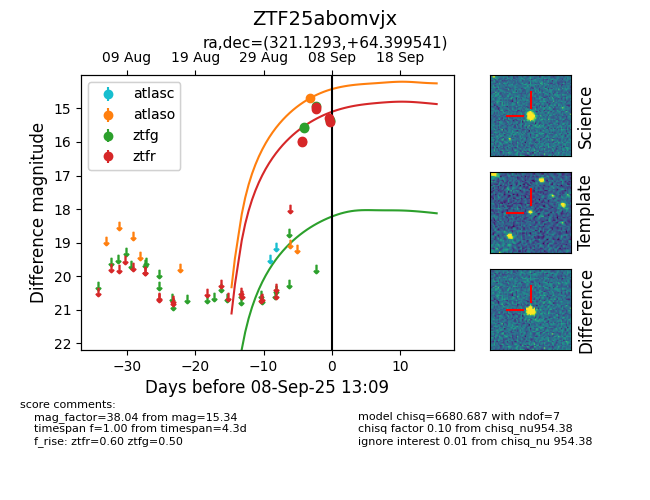 ZTF25abomvjx
ra,dec=(321.1293,+64.399541)
09 Aug 19 Aug 29 Aug 08 Sep 18 Sep
atlasc
atlaso
ztfg
ztfr
15
16
17
18
19
20
21
22
Difference magnitude
−30 −20 −10 0 10
Days before 08-Sep-25 13:09
Science
Template
Difference
score comments:
mag_factor=38.04 from mag=15.34
timespan f=1.00 from timespan=4.3d
f_rise: ztfr=0.60 ztfg=0.50
model chisq=6680.687 with ndof=7
chisq factor 0.10 from chisq_nu954.38
ignore interest 0.01 from chisq_nu 954.38